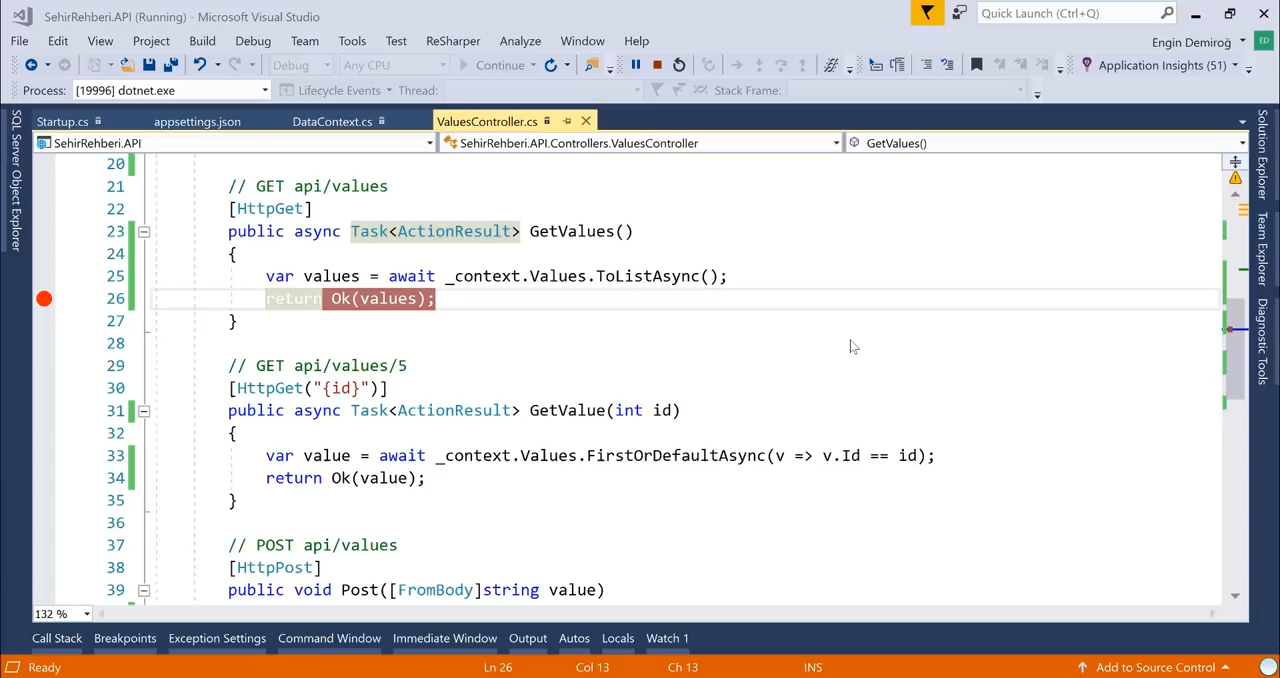 SehirRehberi.API (Running) - Microsoft Visual Studio
Quick Launch (Ctrl+Q)
File Edit View Project Build Debug Team Tools Test ReSharper Analyze Window Help
Engin Demiroğ ED
Debug Any CPU Continue Application Insights (51)
Process: [19996] dotnet.exe Lifecycle Events Thread: Stack Frame:
Startup.cs appsettings.json DataContext.cs ValuesController.cs
SehirRehberi.API SehirRehberi.API.Controllers.ValuesController GetValues()
SQL Server Object Explorer
Solution Explorer
Team Explorer
Diagnostic Tools
20
21 // GET api/values
22 [HttpGet]
23 public async Task<ActionResult> GetValues()
24 {
25 var values = await _context.Values.ToListAsync();
26 return Ok(values);
27 }
28
29 // GET api/values/5
30 [HttpGet("{id}")]
31 public async Task<ActionResult> GetValue(int id)
32 {
33 var value = await _context.Values.FirstOrDefaultAsync(v => v.Id == id);
34 return Ok(value);
35 }
36
37 // POST api/values
38 [HttpPost]
39 public void Post([FromBody]string value)
132 %
Call Stack Breakpoints Exception Settings Command Window Immediate Window Output Autos Locals Watch 1
Ready Ln 26 Col 13 Ch 13 INS Add to Source Control